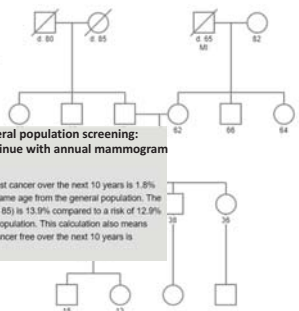 d. 80 d. 85 d. 65 62
MI
62 66 64
eral population screening:
inue with annual mammogram
st cancer over the next 10 years is 1.8%
ame age from the general population. The
85) is 13.9% compared to a risk of 12.9%
opulation. This calculation also means
ncer free over the next 10 years is
38 36
15 12